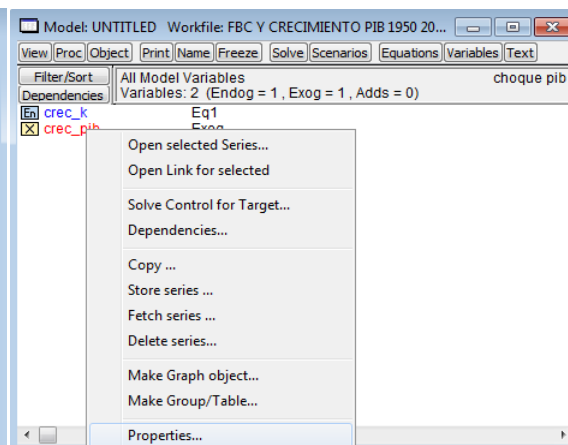 Model: UNTITLED Workfile: FBC Y CRECIMIENTO PIB 1950 20...
View Proc Object Print Name Freeze Solve Scenarios Equations Variables Text
Filter/Sort All Model Variables choque pib
Dependencies Variables: 2 (Endog = 1, Exog = 1, Adds = 0)
En crec_k Eq1
X crec_pib Exog
Open selected Series...
Open Link for selected
Solve Control for Target...
Dependencies...
Copy ...
Store series ...
Fetch series ...
Delete series...
Make Graph object...
Make Group/Table...
Properties...